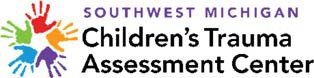 SOUTHWEST MICHIGAN
Children's Trauma
Assessment Center